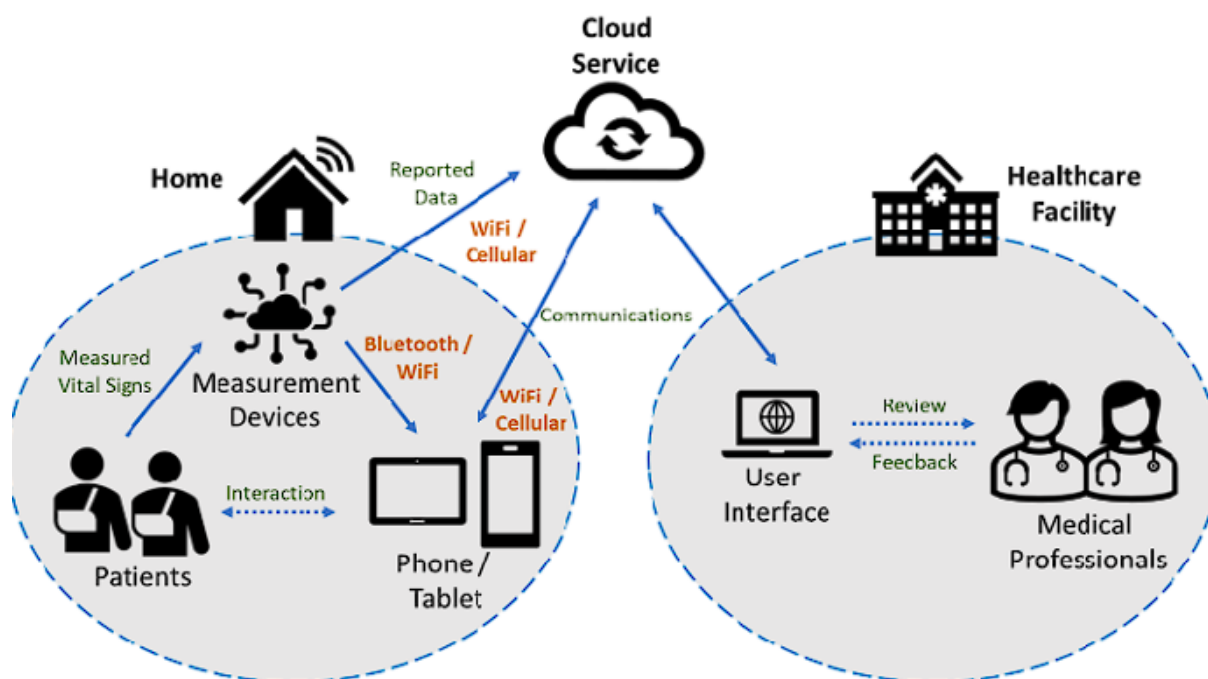 Cloud
Service
Home
Reported
Data
WiFi /
Cellular
Healthcare
Facility
Communications
Measured
Vital Signs
Measurement
Devices
Bluetooth /
WiFi
WiFi /
Cellular
Interaction
Patients
Phone /
Tablet
User
Interface
Review
Feecback
Medical
Professionals